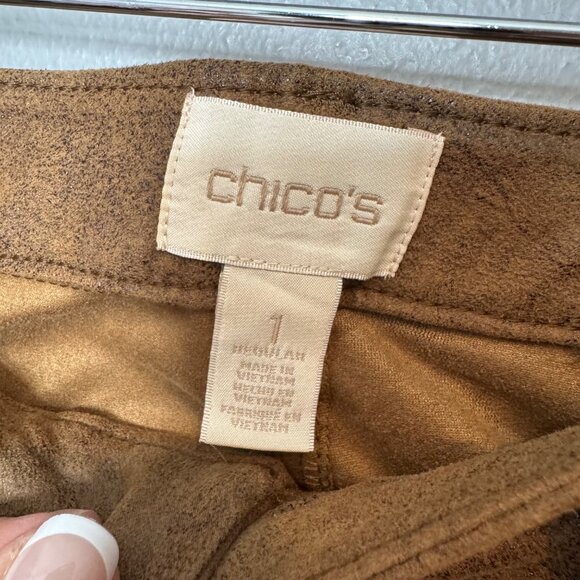 chico's
1
REGULAR
MADE IN
VIETNAM
HECHO EN
VIETNAM
FABRIQUÉ EN
VIETNAM